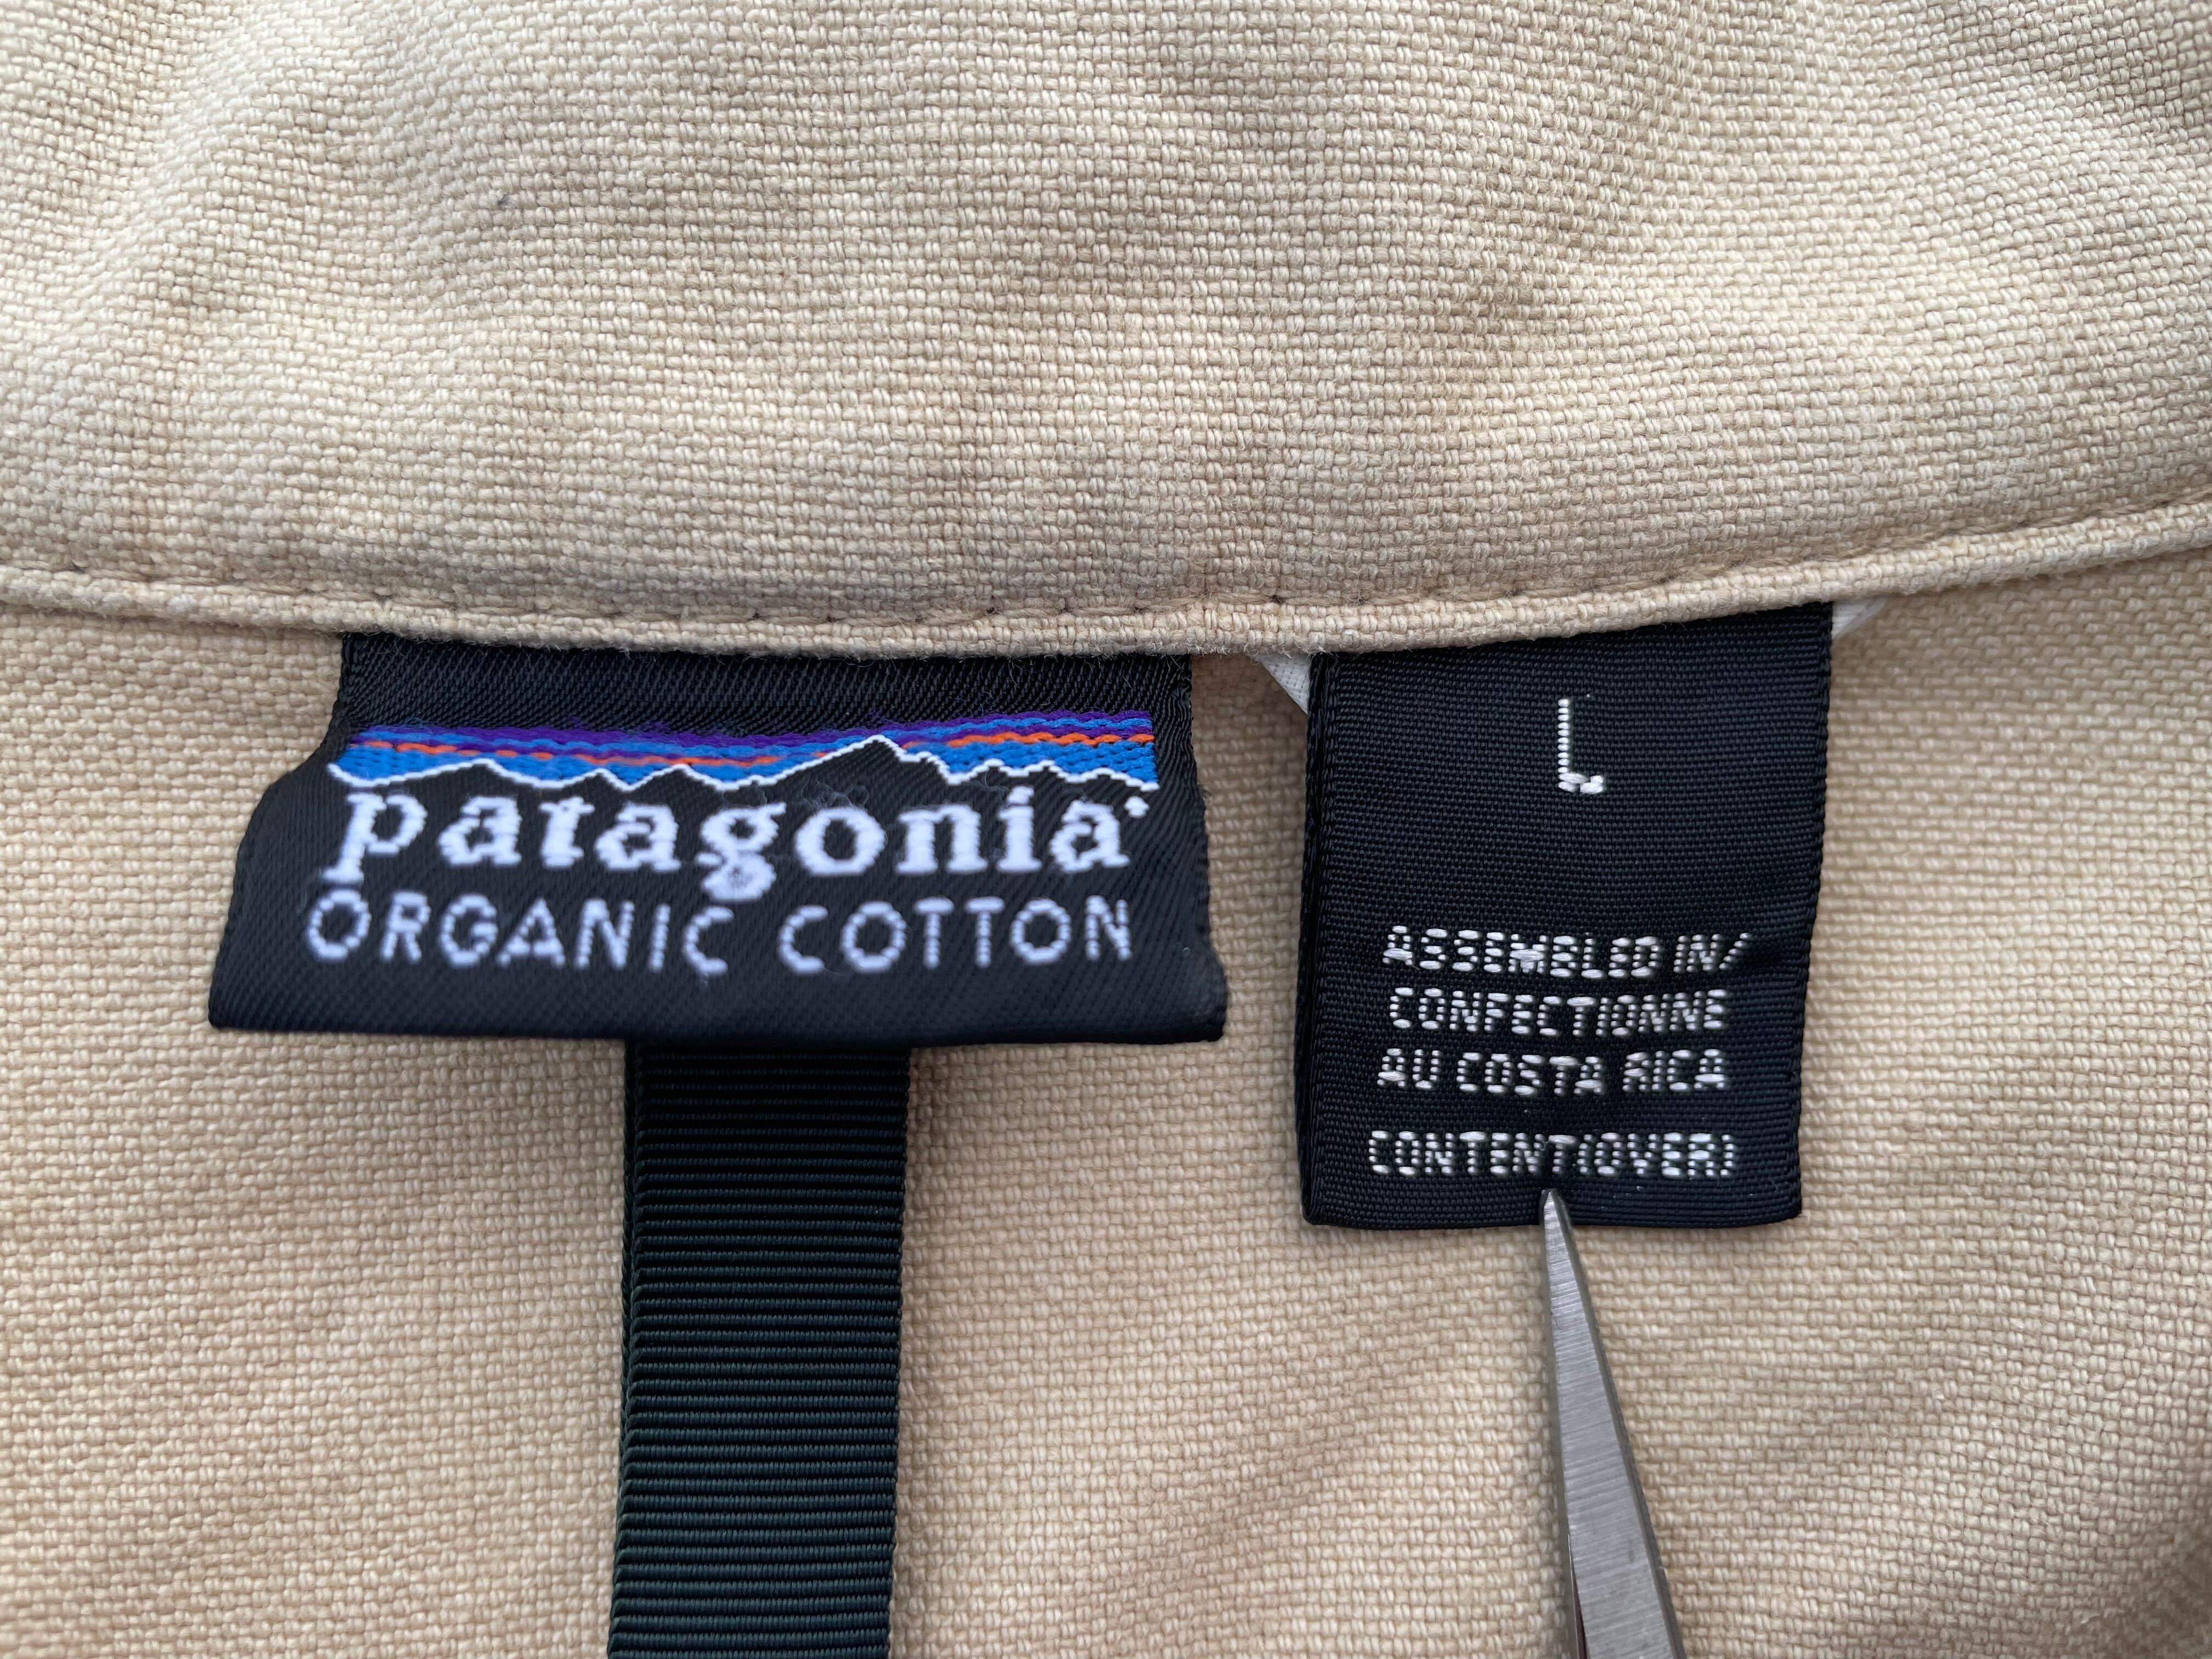 patagonia®
ORGANIC COTTON
L
ASSEMBLED IN/
CONFECTIONNE
AU COSTA RICA
CONTENT(OVER)